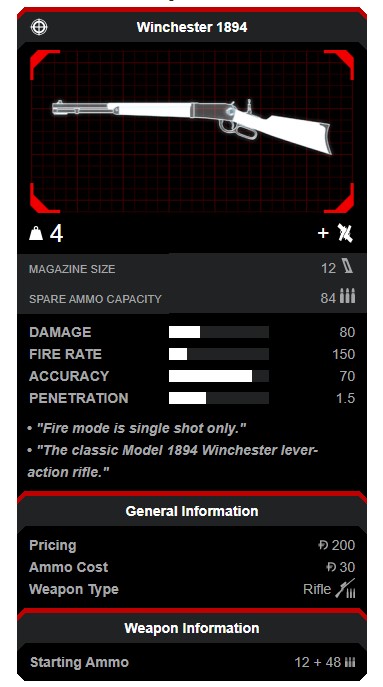 Winchester 1894
4 +
MAGAZINE SIZE 12
SPARE AMMO CAPACITY 84
DAMAGE 80
FIRE RATE 150
ACCURACY 70
PENETRATION 1.5
• "Fire mode is single shot only."
• "The classic Model 1894 Winchester lever-
action rifle."
General Information
Pricing 200
Ammo Cost 30
Weapon Type Rifle
Weapon Information
Starting Ammo 12 + 48